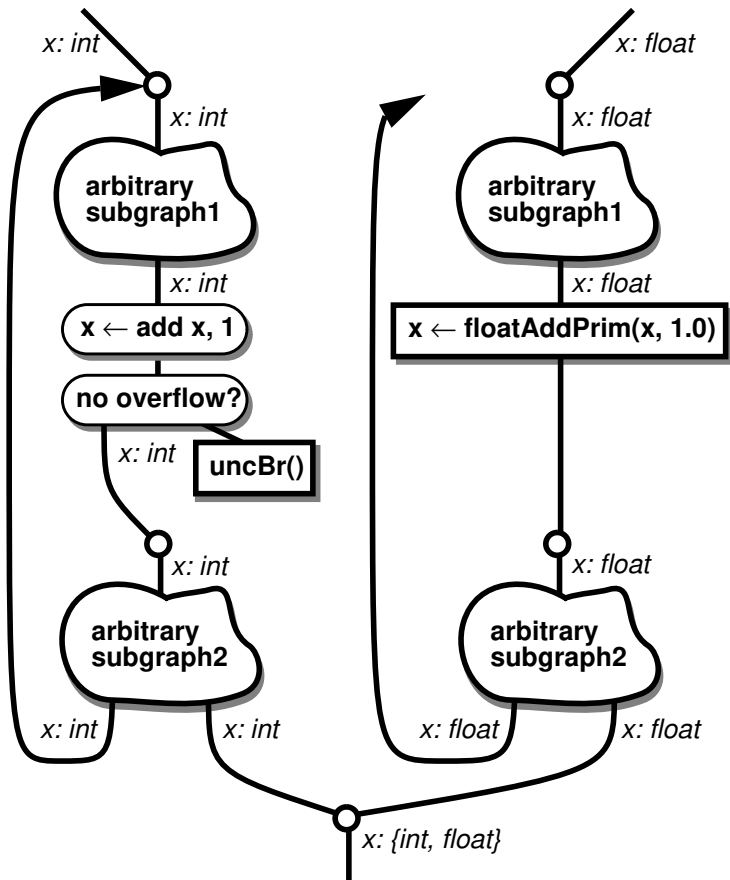 x: int
x: int
arbitrary
subgraph1
x: int
x ← add x, 1
no overflow?
x: int
uncBr()
x: int
arbitrary
subgraph2
x: int
x: int
x: float
x: float
arbitrary
subgraph1
x: float
x ← floatAddPrim(x, 1.0)
x: float
arbitrary
subgraph2
x: float
x: float
x: {int, float}